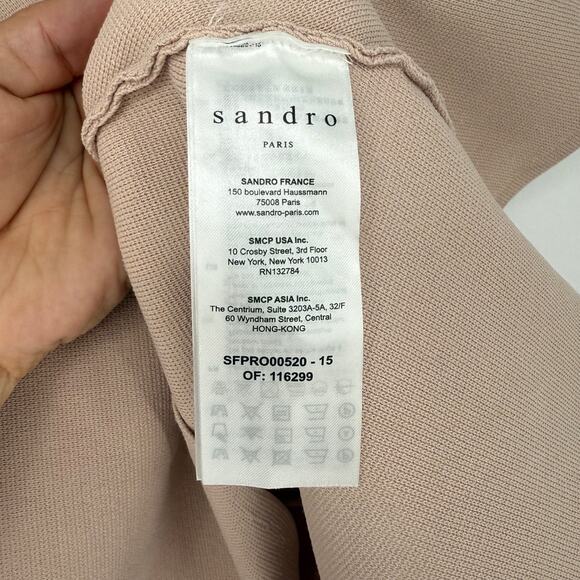 sandro
PARIS
SANDRO FRANCE
150 boulevard Haussmann
75008 Paris
www.sandro-paris.com
SMCP USA Inc.
10 Crosby Street, 3rd Floor
New York, New York 10013
RN132784
SMCP ASIA Inc.
The Centrium, Suite 3203A-5A, 32/F
60 Wyndham Street, Central
HONG-KONG
SFPRO00520 - 15
OF: 116299